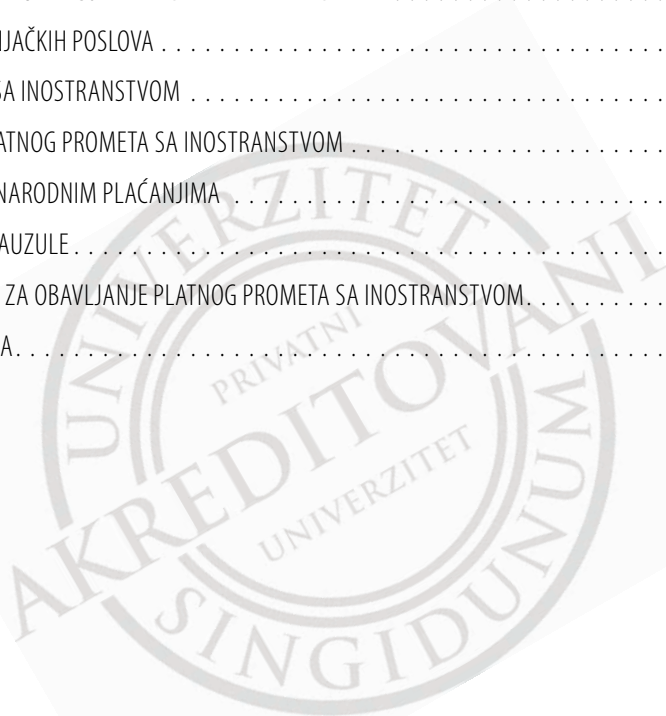 JAČKIH POSLOVA . . . . . . . . . . . . . . . . . . . . . . . . . . . . . . . . . . . . . . .
SA INOSTRANSTVOM . . . . . . . . . . . . . . . . . . . . . . . . . . . . . . . . . . . . .
ATNOG PROMETA SA INOSTRANSTVOM . . . . . . . . . . . . . . . . . . . . . . . .
NARODNIM PLAĆANJIMA . . . . . . . . . . . . . . . . . . . . . . . . . . . . . . . . . .
AUZULE . . . . . . . . . . . . . . . . . . . . . . . . . . . . . . . . . . . . . . . . . . . . . .
ZA OBAVLJANJE PLATNOG PROMETA SA INOSTRANSTVOM. . . . . . . . . .
A. . . . . . . . . . . . . . . . . . . . . . . . . . . . . . . . . . . . . . . . . . . . . . . . . . .
UNIVERZITET
PRIVATNI
AKREDITOVANI
UNIVERZITET
SINGIDUNUM